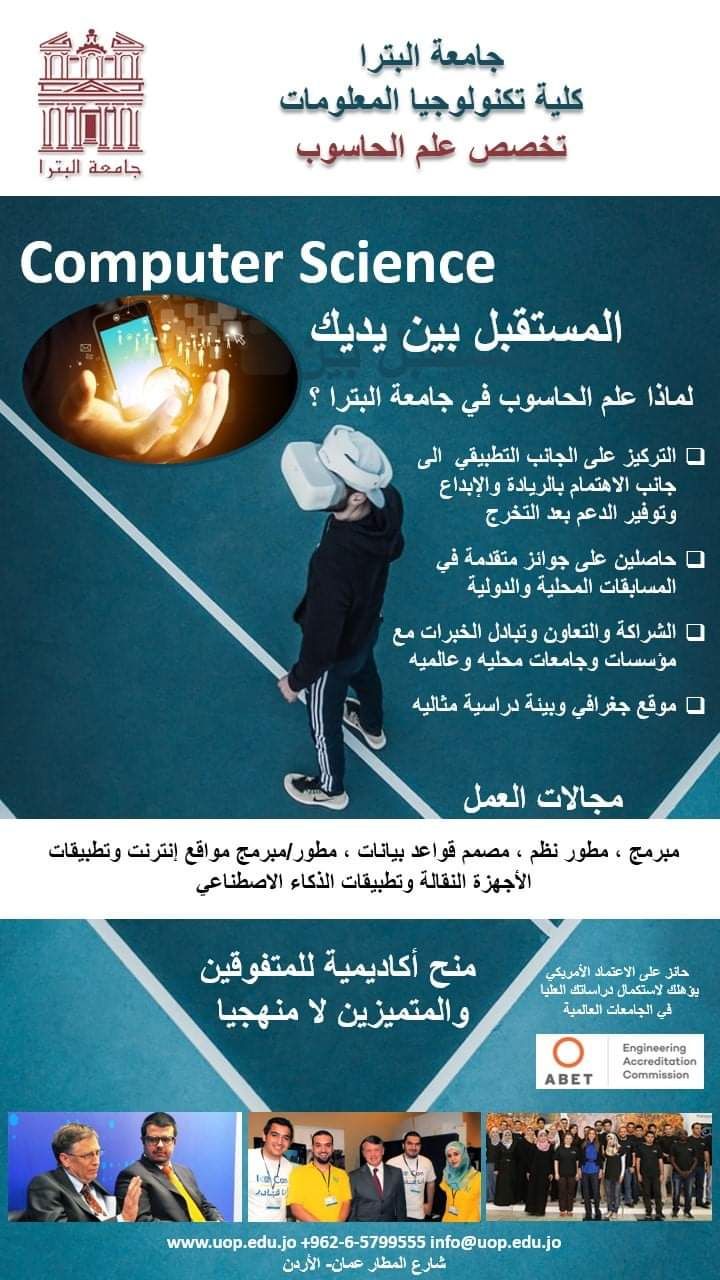 جامعة البترا
كلية تكنولوجيا المعلومات
تخصص علم الحاسوب
جامعة البترا
Computer Science
المستقبل بين يديك
لماذا علم الحاسوب في جامعة البترا ؟
التركيز على الجانب التطبيقي الى
جانب الاهتمام بالريادة والإبداع
وتوفير الدعم بعد التخرج
حاصلين على جوائز متقدمة في
المسابقات المحلية والدولية
الشراكة والتعاون وتبادل الخبرات مع
مؤسسات وجامعات محليه وعالميه
موقع جغرافي وبيئة دراسية مثاليه
مجالات العمل
مبرمج ، مطور نظم ، مصمم قواعد بيانات ، مطور/مبرمج مواقع إنترنت وتطبيقات
الأجهزة النقالة وتطبيقات الذكاء الاصطناعي
منح أكاديمية للمتفوقين
والمتميزين لا منهجيا
حائز على الاعتماد الأمريكي
يؤهلك لاستكمال دراساتك العليا
في الجامعات العالمية
ABET
Engineering
Accreditation
Commission
www.uop.edu.jo +962-6-5799555 info@uop.edu.jo
شارع المطار عمان- الأردن